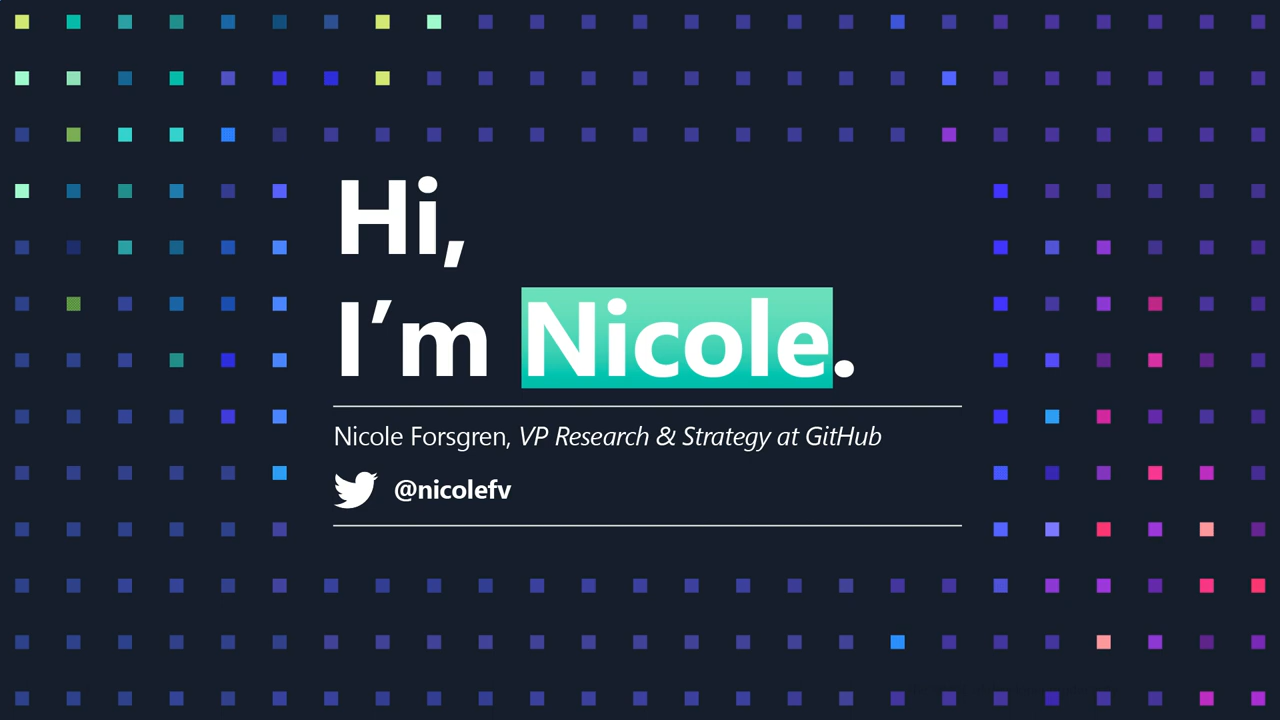 Hi,
I’m Nicole.
Nicole Forsgren, VP Research & Strategy at GitHub
@nicolefv